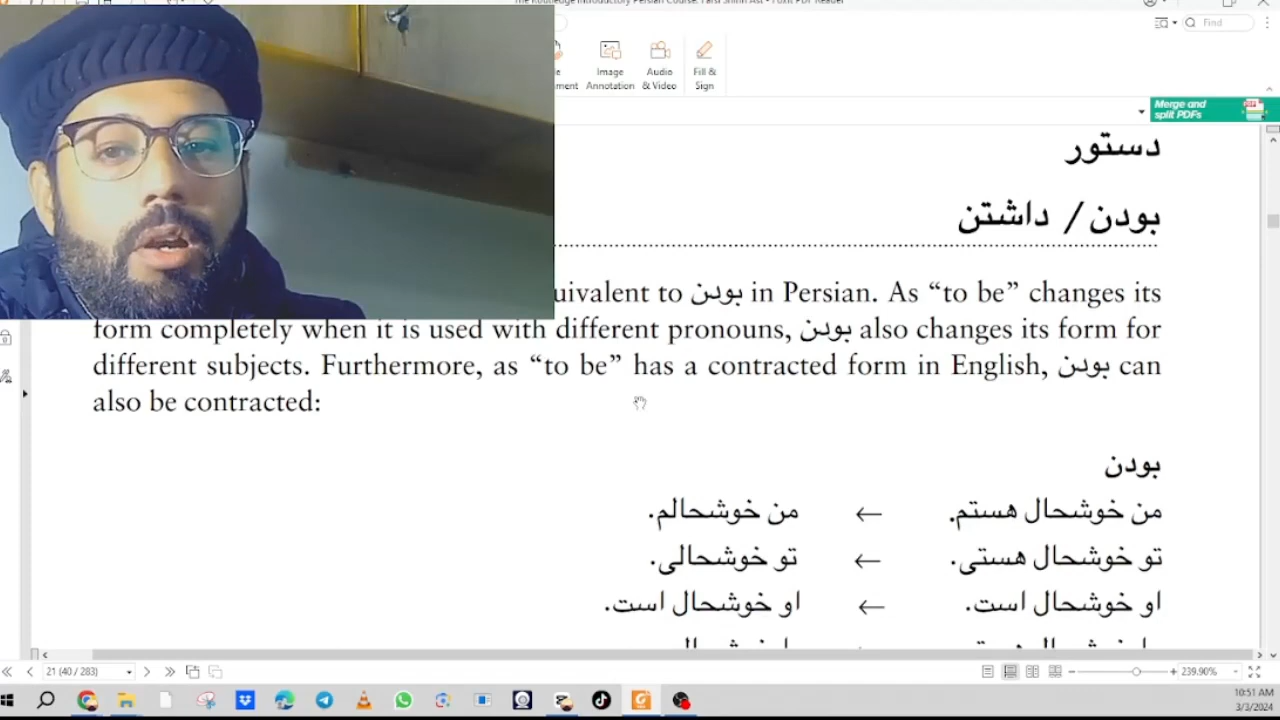 Find
Image
Annotation
Audio
& Video
Fill &
Sign
Merge and
split PDFs
دستور
بودن / داشتن
to بودن in Persian. As “to be” changes its
form completely when it is used with different pronouns, بودن also changes its form for
different subjects. Furthermore, as “to be” has a contracted form in English, بودن can
also be contracted:
بودن
من خوشحال هستم. ← من خوشحالم.
تو خوشحال هستی. ← تو خوشحالی.
او خوشحال است. ← او خوشحال است.
21 (40 / 283)
239.90%
10:51 AM
3/3/2024